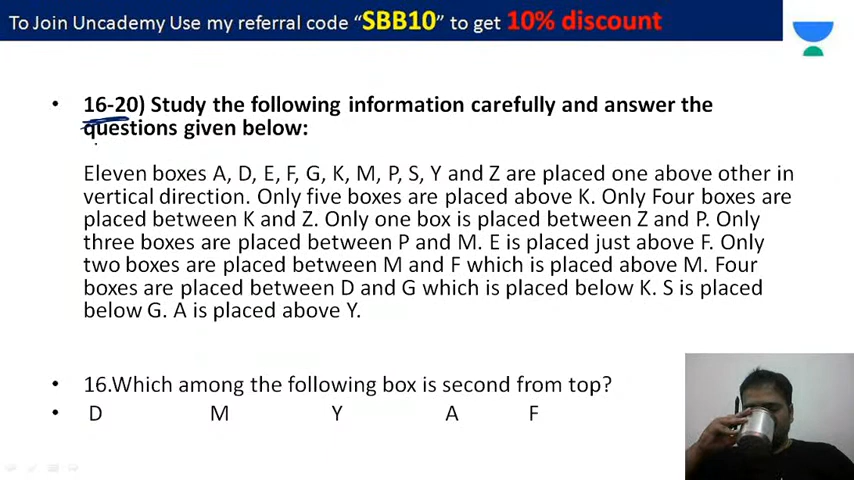 To Join Uncademy Use my referral code “SBB10” to get 10% discount
• 16-20) Study the following information carefully and answer the
questions given below:
Eleven boxes A, D, E, F, G, K, M, P, S, Y and Z are placed one above other in
vertical direction. Only five boxes are placed above K. Only Four boxes are
placed between K and Z. Only one box is placed between Z and P. Only
three boxes are placed between P and M. E is placed just above F. Only
two boxes are placed between M and F which is placed above M. Four
boxes are placed between D and G which is placed below K. S is placed
below G. A is placed above Y.
• 16.Which among the following box is second from top?
• D M Y A F